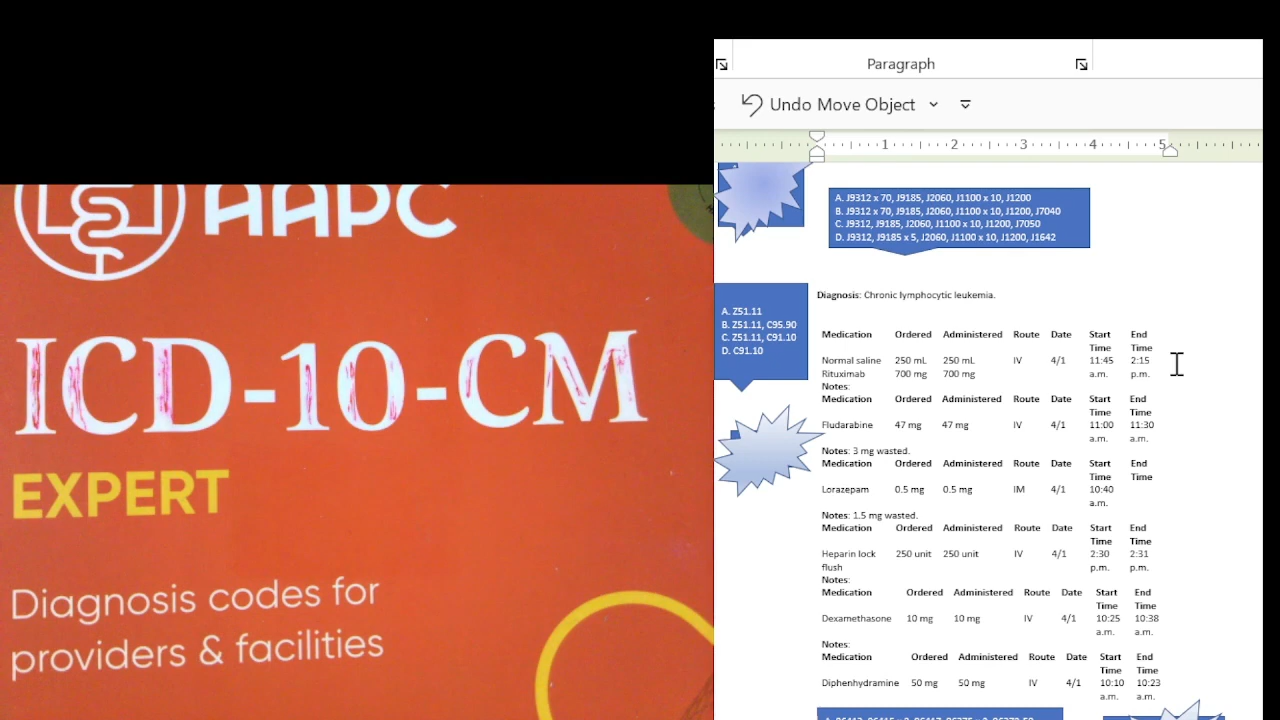 AAPC
ICD-10-CM
EXPERT
Diagnosis codes for
providers & facilities
Paragraph
Undo Move Object
1 2 3 4 5
A. J9312 x 70, J9185, J2060, J1100 x 10, J1200
B. J9312 x 70, J9185, J2060, J1100 x 10, J1200, J7040
C. J9312, J9185, J2060, J1100 x 10, J1200, J7050
D. J9312, J9185 x 5, J2060, J1100 x 10, J1200, J1642
A. Z51.11
B. Z51.11, C95.90
C. Z51.11, C91.10
D. C91.10
Diagnosis: Chronic lymphocytic leukemia.
Medication Ordered Administered Route Date Start End
Time Time
Normal saline 250 mL 250 mL IV 4/1 11:45 2:15
Rituximab 700 mg 700 mg a.m. p.m.
Notes:
Medication Ordered Administered Route Date Start End
Time Time
Fludarabine 47 mg 47 mg IV 4/1 11:00 11:30
a.m. a.m.
Notes: 3 mg wasted.
Medication Ordered Administered Route Date Start End
Time Time
Lorazepam 0.5 mg 0.5 mg IM 4/1 10:40
a.m.
Notes: 1.5 mg wasted.
Medication Ordered Administered Route Date Start End
Time Time
Heparin lock 250 unit 250 unit IV 4/1 2:30 2:31
flush p.m. p.m.
Notes:
Medication Ordered Administered Route Date Start End
Time Time
Dexamethasone 10 mg 10 mg IV 4/1 10:25 10:38
a.m. a.m.
Notes:
Medication Ordered Administered Route Date Start End
Time Time
Diphenhydramine 50 mg 50 mg IV 4/1 10:10 10:23
a.m. a.m.